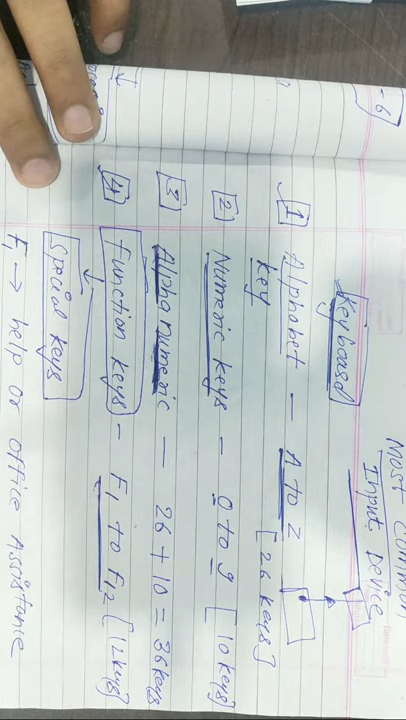 Most Common
Input Device
Keyboard
1 Alphabet Key - A to Z [26 keys]
2 Numeric keys - 0 to 9 [10 keys]
3 Alphanumeric - 26 + 10 = 36 keys
4 Function keys - F1 to F12 [12 keys]
↓
Special keys
F1 → help or office Assistance